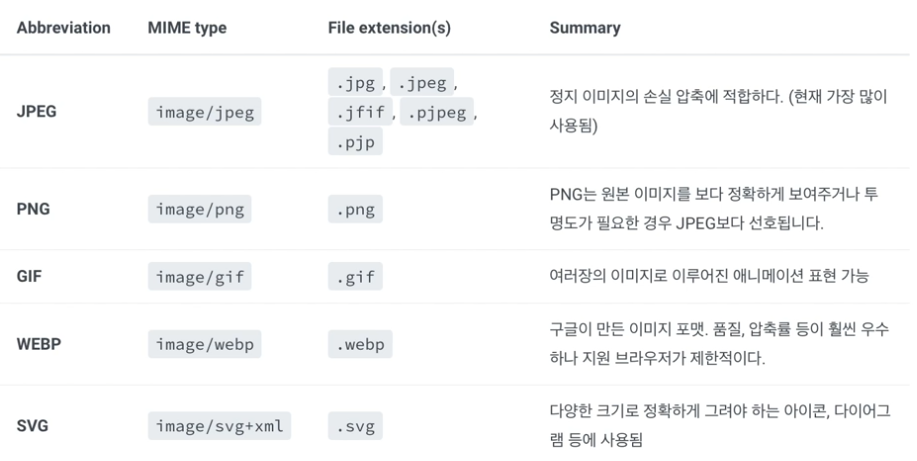 Abbreviation MIME type File extension(s) Summary
JPEG image/jpeg .jpg, .jpeg, .jfif, .pjpeg, .pjp 정지 이미지의 손실 압축에 적합하다. (현재 가장 많이
사용됨)
PNG image/png .png PNG는 원본 이미지를 보다 정확하게 보여주거나 투
명도가 필요한 경우 JPEG보다 선호됩니다.
GIF image/gif .gif 여러장의 이미지로 이루어진 애니메이션 표현 가능
WEBP image/webp .webp 구글이 만든 이미지 포맷. 품질, 압축률 등이 훨씬 우수
하나 지원 브라우저가 제한적이다.
SVG image/svg+xml .svg 다양한 크기로 정확하게 그려야 하는 아이콘, 다이어그
램 등에 사용됨